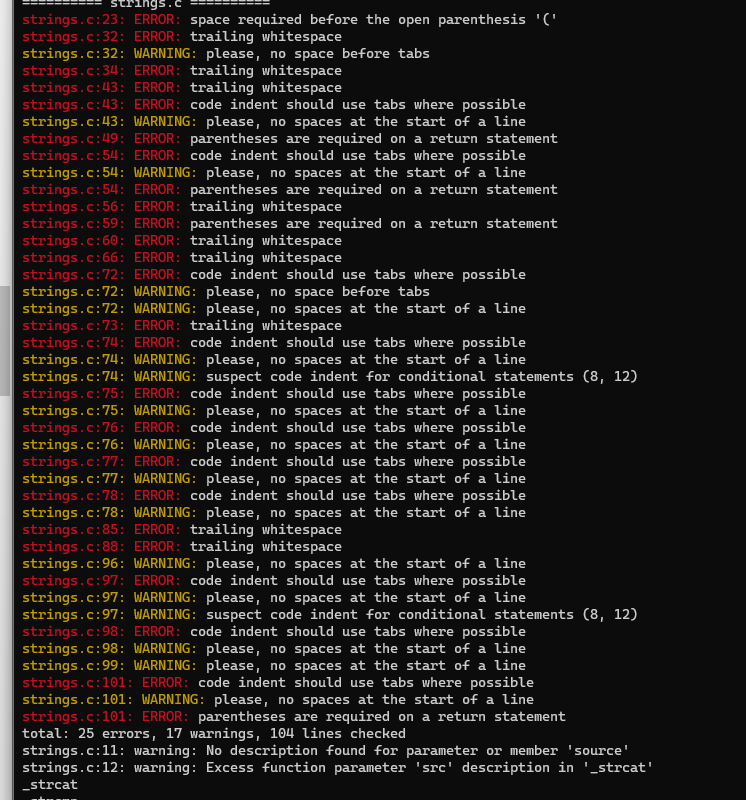 ========== strings.c ==========
strings.c:23: ERROR: space required before the open parenthesis '('
strings.c:32: ERROR: trailing whitespace
strings.c:32: WARNING: please, no space before tabs
strings.c:34: ERROR: trailing whitespace
strings.c:43: ERROR: trailing whitespace
strings.c:43: ERROR: code indent should use tabs where possible
strings.c:43: WARNING: please, no spaces at the start of a line
strings.c:49: ERROR: parentheses are required on a return statement
strings.c:54: ERROR: code indent should use tabs where possible
strings.c:54: WARNING: please, no spaces at the start of a line
strings.c:54: ERROR: parentheses are required on a return statement
strings.c:56: ERROR: trailing whitespace
strings.c:59: ERROR: parentheses are required on a return statement
strings.c:60: ERROR: trailing whitespace
strings.c:66: ERROR: trailing whitespace
strings.c:72: ERROR: code indent should use tabs where possible
strings.c:72: WARNING: please, no space before tabs
strings.c:72: WARNING: please, no spaces at the start of a line
strings.c:73: ERROR: trailing whitespace
strings.c:74: ERROR: code indent should use tabs where possible
strings.c:74: WARNING: please, no spaces at the start of a line
strings.c:74: WARNING: suspect code indent for conditional statements (8, 12)
strings.c:75: ERROR: code indent should use tabs where possible
strings.c:75: WARNING: please, no spaces at the start of a line
strings.c:76: ERROR: code indent should use tabs where possible
strings.c:76: WARNING: please, no spaces at the start of a line
strings.c:77: ERROR: code indent should use tabs where possible
strings.c:77: WARNING: please, no spaces at the start of a line
strings.c:78: ERROR: code indent should use tabs where possible
strings.c:78: WARNING: please, no spaces at the start of a line
strings.c:85: ERROR: trailing whitespace
strings.c:88: ERROR: trailing whitespace
strings.c:96: WARNING: please, no spaces at the start of a line
strings.c:97: ERROR: code indent should use tabs where possible
strings.c:97: WARNING: please, no spaces at the start of a line
strings.c:97: WARNING: suspect code indent for conditional statements (8, 12)
strings.c:98: ERROR: code indent should use tabs where possible
strings.c:98: WARNING: please, no spaces at the start of a line
strings.c:99: WARNING: please, no spaces at the start of a line
strings.c:101: ERROR: code indent should use tabs where possible
strings.c:101: WARNING: please, no spaces at the start of a line
strings.c:101: ERROR: parentheses are required on a return statement
total: 25 errors, 17 warnings, 104 lines checked
strings.c:11: warning: No description found for parameter or member 'source'
strings.c:12: warning: Excess function parameter 'src' description in '_strcat'
_strcat